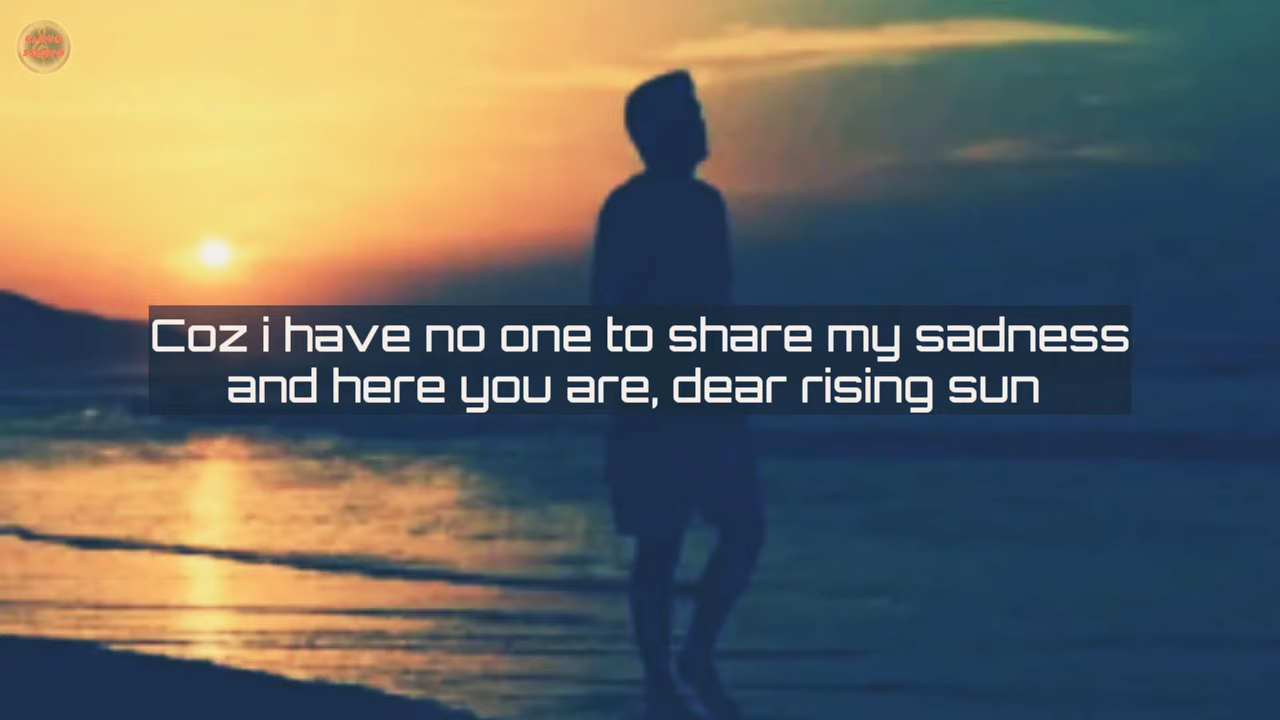 Coz i have no one to share my sadness
and here you are, dear rising sun